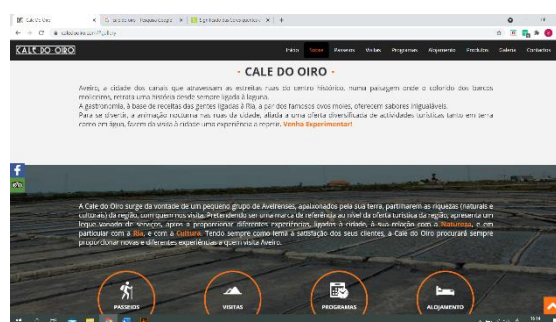 Cale do Oiro
caledooiro.com
CALE DO OIRO
Início Sobre Passeios Visitas Programas Alojamento Produtos Galeria Contactos
- CALE DO OIRO -
Aveiro, a cidade dos canais que atravessam as estreitas ruas do centro histórico, numa paisagem onde o colorido dos barcos
moliceiros, retrata uma história desde sempre ligada à laguna.
A gastronomia, à base de receitas das gentes ligadas à Ria, a par dos famosos ovos moles, oferecem sabores inigualáveis.
Para se divertir, a animação nocturna nas ruas da cidade, aliada a uma oferta diversificada de actividades turísticas tanto em terra
como em água, fazem da visita à cidade uma experiência a repetir. Venha Experimentar!
A Cale do Oiro surge da vontade de um pequeno grupo de Aveirenses, apaixonados pela sua terra, partilharem as riquezas (naturais e
culturais) da região, com quem nos visita. Pretendendo ser uma marca de referência ao nível da oferta turística da região, apresenta um
leque variado de serviços, aptos a proporcionar diferentes experiências, ligadas à cidade, à sua relação com a Natureza, e em
particular com a Ria, e com a Cultura. Tendo sempre como lema a satisfação dos seus clientes, a Cale do Oiro procurará sempre
proporcionar novas e diferentes experiências a quem visita Aveiro.
PASSEIOS VISITAS PROGRAMAS ALOJAMENTO